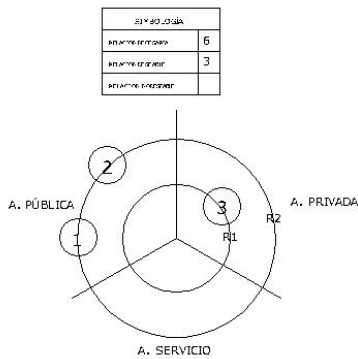 SIMBOLOGÍA
6
3
2
A. PÚBLICA
3
A. PRIVADA
R2
R1
1
A. SERVICIO